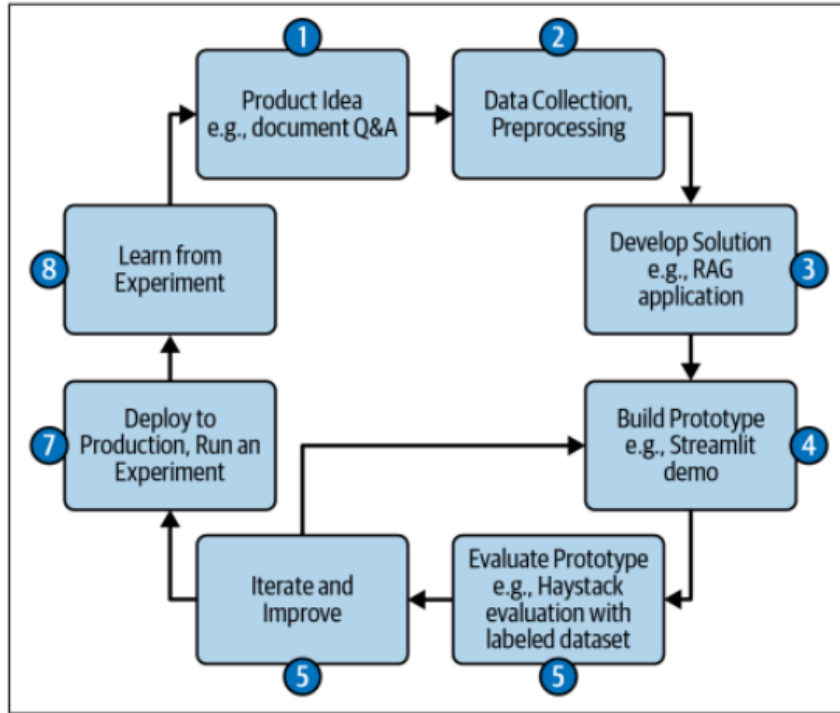 1
Product Idea
e.g., document Q&A
2
Data Collection,
Preprocessing
3
Develop Solution
e.g., RAG
application
4
Build Prototype
e.g., Streamlit
demo
5
Evaluate Prototype
e.g., Haystack
evaluation with
labeled dataset
5
Iterate and
Improve
7
Deploy to
Production, Run an
Experiment
8
Learn from
Experiment